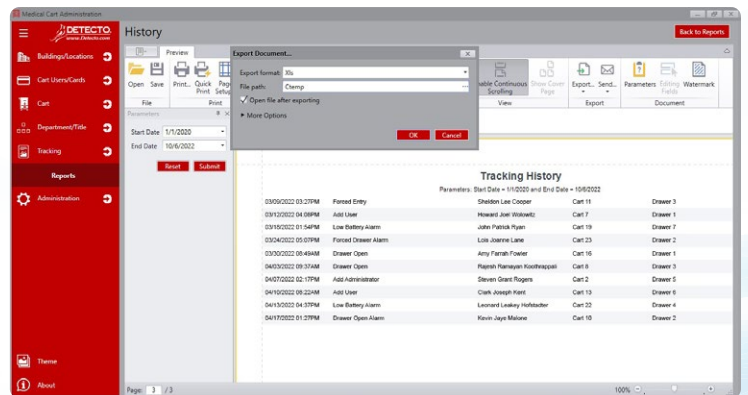 Medical Cart Administration
DETECTO.
www.Detecto.com
History
Back to Reports
Buildings/Locations
Cart Users/Cards
Cart
Department/Title
Tracking
Reports
Administration
Theme
About
Preview
Open Save Print... Quick Print Page Setup
File Print
Export Document...
Export format: Xls
File path: Ctemp
Open file after exporting
More Options
OK Cancel
Enable Continuous Scrolling Show Cover Page
View
Export... Send...
Export
Parameters Editing Fields Watermark
Document
Parameters
Start Date 1/1/2020
End Date 10/6/2022
Reset Submit
Tracking History
Parameters: Start Date = 1/1/2020 and End Date = 10/6/2022
03/09/2022 03:27PM Forced Entry Sheldon Lee Cooper Cart 11 Drawer 3
03/12/2022 04:08PM Add User Howard Joel Wolowitz Cart 7 Drawer 1
03/15/2022 01:54PM Low Battery Alarm John Patrick Ryan Cart 19 Drawer 7
03/24/2022 05:07PM Forced Drawer Alarm Lois Joanne Lane Cart 23 Drawer 2
03/30/2022 08:49AM Drawer Open Amy Farrah Fowler Cart 16 Drawer 1
04/03/2022 09:37AM Drawer Open Rajesh Ramayan Koothrappali Cart 8 Drawer 3
04/07/2022 02:17PM Add Administrator Steven Grant Rogers Cart 2 Drawer 5
04/10/2022 08:22AM Add User Clark Joseph Kent Cart 13 Drawer 6
04/13/2022 04:37PM Low Battery Alarm Leonard Leakey Hofstadter Cart 22 Drawer 4
04/17/2022 01:27PM Drawer Open Alarm Kevin Jaye Malone Cart 10 Drawer 2
Page: 3 / 3
100%